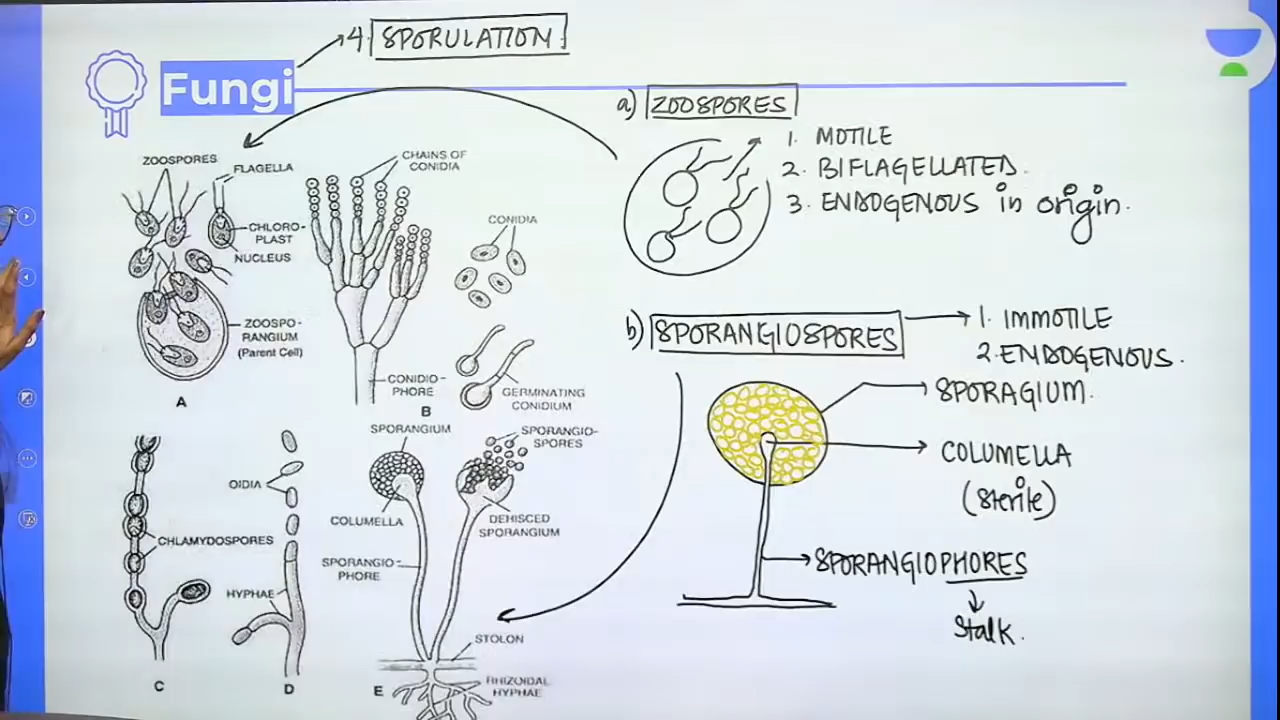 4. SPORULATION
Fungi
a) ZOOSPORES
1. MOTILE
2. BIFLAGELLATED.
3. ENDOGENOUS in origin.
ZOOSPORES
FLAGELLA
CHLORO-
PLAST
NUCLEUS
ZOOSPO-
RANGIUM
(Parent Cell)
A
CHAINS OF
CONIDIA
CONIDIA
CONIDIO-
PHORE
B
GERMINATING
CONIDIUM
b) SPORANGIOSPORES
1. IMMOTILE
2. ENDOGENOUS.
SPORAGIUM.
COLUMELLA
(Sterile)
SPORANGIOPHORES
Stalk.
CHLAMYDOSPORES
C
OIDIA
HYPHAE
D
SPORANGIUM
SPORANGIO-
SPORES
COLUMELLA
DEHISCED
SPORANGIUM
SPORANGIO-
PHORE
STOLON
RHIZOIDAL
HYPHAE
E